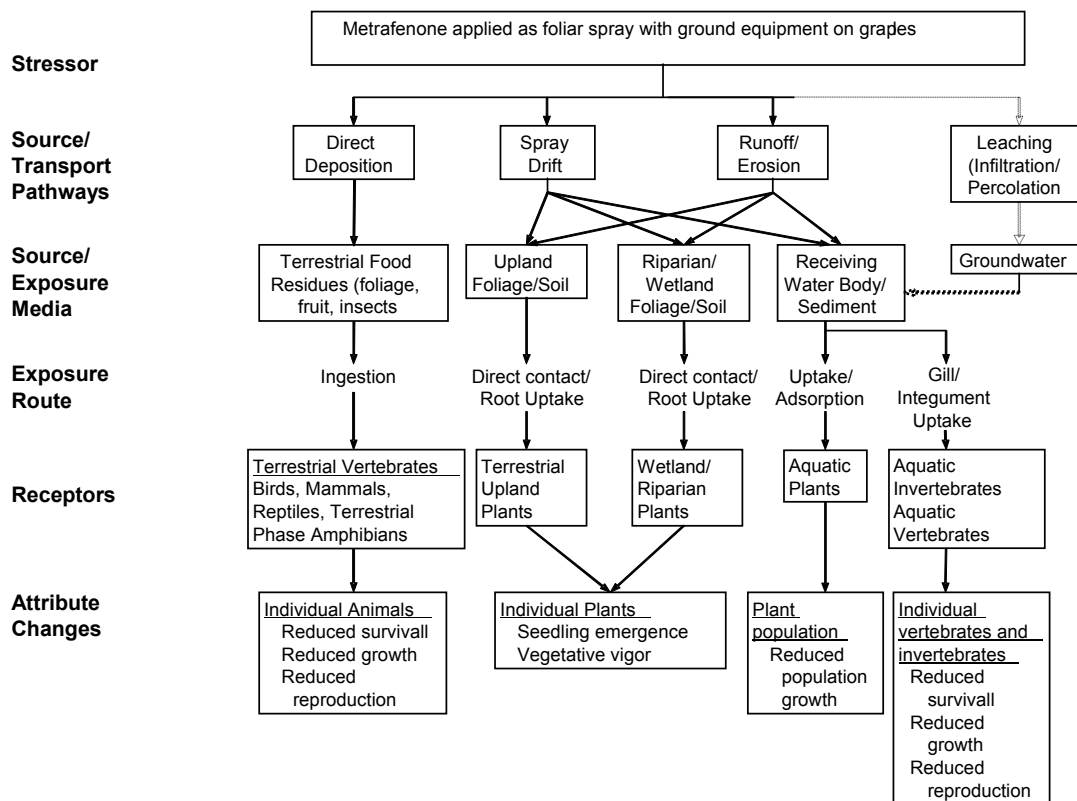 Metrafenone applied as foliar spray with ground equipment on grapes
Stressor
Source/
Transport
Pathways
Direct
Deposition
Spray
Drift
Runoff/
Erosion
Leaching
(Infiltration/
Percolation
Source/
Exposure
Media
Terrestrial Food
Residues (foliage,
fruit, insects
Upland
Foliage/Soil
Riparian/
Wetland
Foliage/Soil
Receiving
Water Body/
Sediment
Groundwater
Exposure
Route
Ingestion
Direct contact/
Root Uptake
Direct contact/
Root Uptake
Uptake/
Adsorption
Gill/
Integument
Uptake
Receptors
Terrestrial Vertebrates
Birds, Mammals,
Reptiles, Terrestrial
Phase Amphibians
Terrestrial
Upland
Plants
Wetland/
Riparian
Plants
Aquatic
Plants
Aquatic
Invertebrates
Aquatic
Vertebrates
Attribute
Changes
Individual Animals
Reduced survivall
Reduced growth
Reduced
reproduction
Individual Plants
Seedling emergence
Vegetative vigor
Plant
population
Reduced
population
growth
Individual
vertebrates and
invertebrates
Reduced
survivall
Reduced
growth
Reduced
reproduction